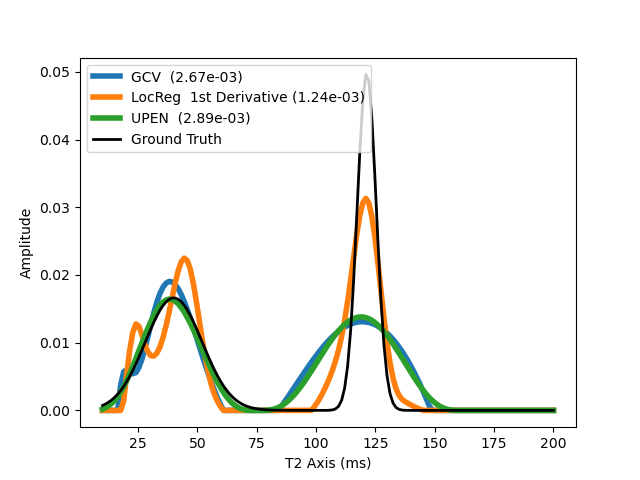 GCV (2.67e-03)
LocReg 1st Derivative (1.24e-03)
UPEN (2.89e-03)
Ground Truth
0.05
0.04
0.03
0.02
0.01
0.00
Amplitude
25 50 75 100 125 150 175 200
T2 Axis (ms)